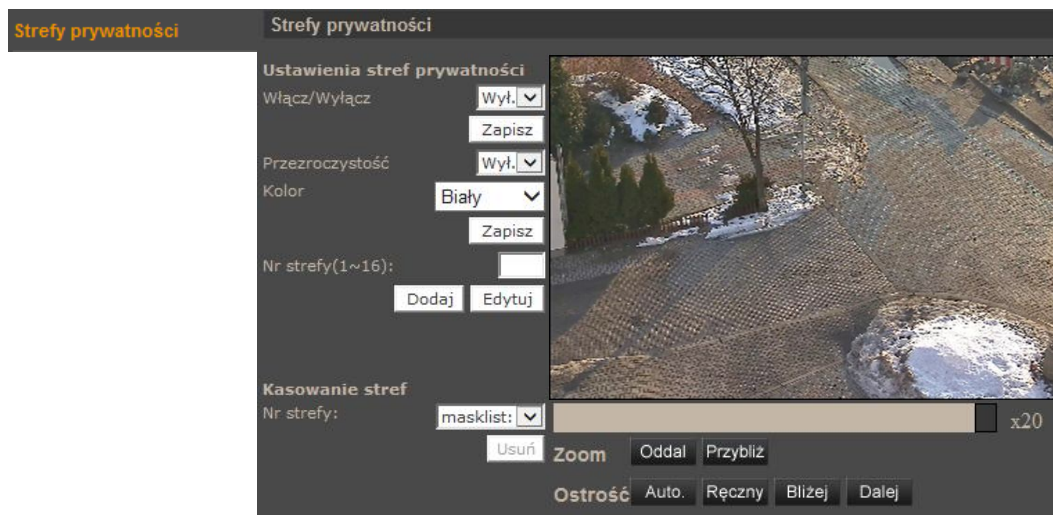 Strefy prywatności
Strefy prywatności
Ustawienia stref prywatności
Włącz/Wyłącz Wył.
Zapisz
Przezroczystość Wył.
Kolor Biały
Zapisz
Nr strefy(1~16):
Dodaj Edytuj
Kasowanie stref
Nr strefy: masklist:
Usuń
x20
Zoom Oddal Przybliż
Ostrość Auto. Ręczny Bliżej Dalej